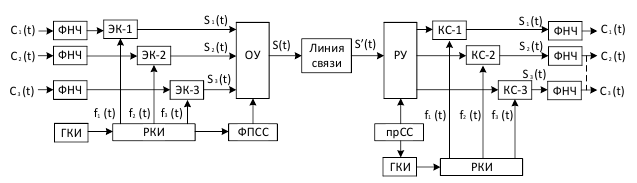 C₁(t) ФНЧ ЭК-1 S₁(t)
C₂(t) ФНЧ ЭК-2 S₂(t)
C₃(t) ФНЧ ЭК-3 S₃(t)
f₁ (t) f₂ (t) f₃ (t)
ГКИ РКИ ФПСС
ОУ S(t) Линия связи S’(t) РУ
КС-1 S₁(t) ФНЧ C₁(t)
КС-2 S₂(t) ФНЧ C₂(t)
КС-3 S₃(t) ФНЧ C₃(t)
f₁ (t) f₂ (t) f₃ (t)
прСС
ГКИ РКИ